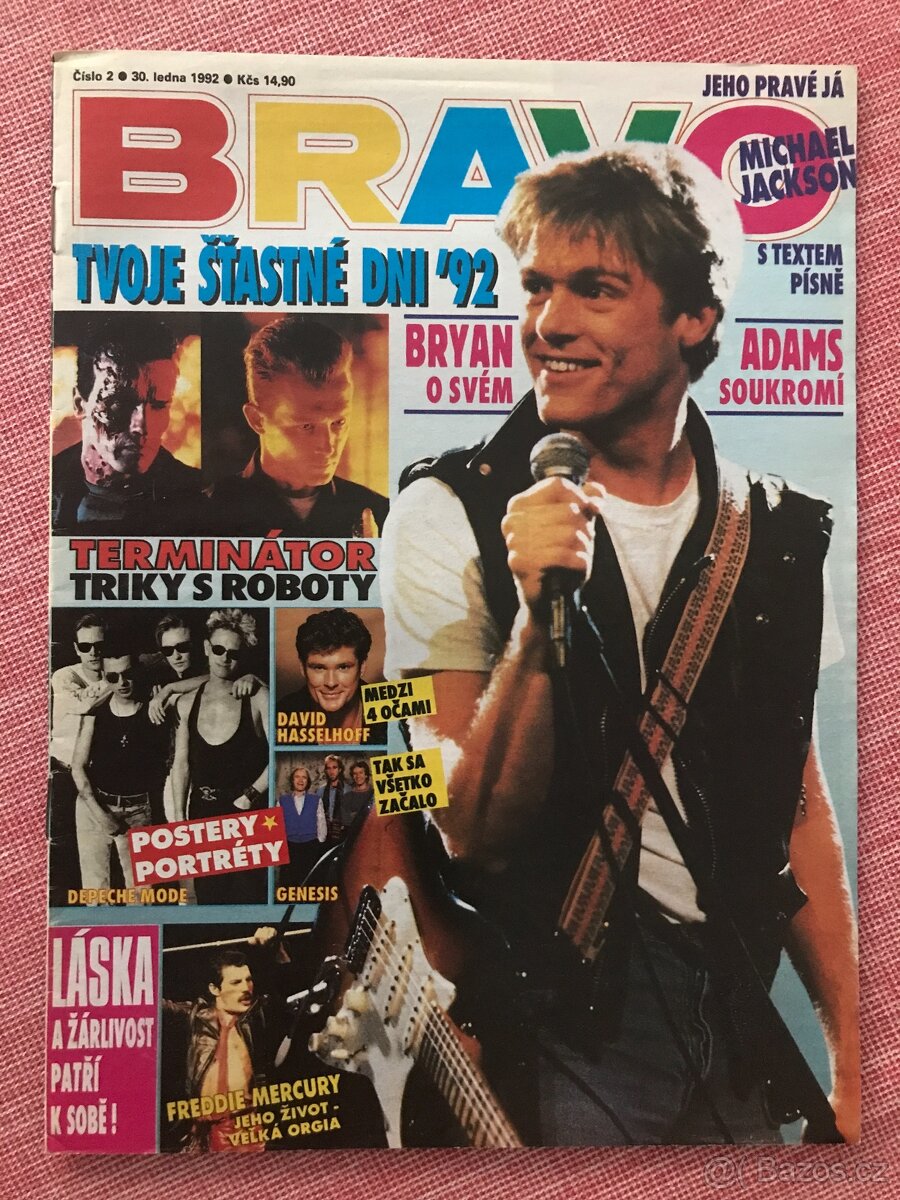 Číslo 2 ● 30. ledna 1992 ● Kčs 14,90
JEHO PRAVÉ JÁ
BRAVO
MICHAEL
JACKSON
S TEXTEM
PÍSNĚ
TVOJE ŠŤASTNÉ DNI '92
BRYAN
O SVÉM
ADAMS
SOUKROMÍ
TERMINÁTOR
TRIKY S ROBOTY
DAVID
HASSELHOFF
MEDZI
4 OČAMI
TAK SA
VŠETKO
ZAČALO
POSTERY ★
PORTRÉTY
DEPECHE MODE
GENESIS
LÁSKA
A ŽÁRLIVOST
PATŘÍ
K SOBĚ!
FREDDIE MERCURY
JEHO ŽIVOT -
VELKÁ ORGIA
Bazos.cz